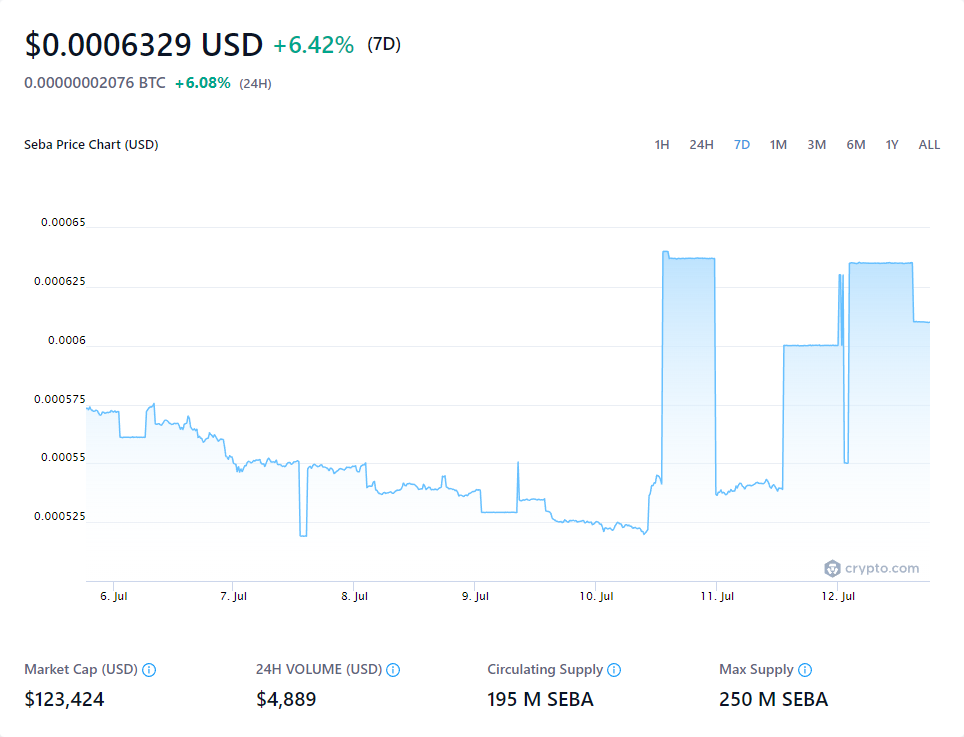 $0.0006329 USD +6.42% (7D)
0.00000002076 BTC +6.08% (24H)
Seba Price Chart (USD) 1H 24H 7D 1M 3M 6M 1Y ALL
0.00065
0.000625
0.0006
0.000575
0.00055
0.000525
crypto.com
6. Jul 7. Jul 8. Jul 9. Jul 10. Jul 11. Jul 12. Jul
Market Cap (USD) 24H VOLUME (USD) Circulating Supply Max Supply
$123,424 $4,889 195 M SEBA 250 M SEBA